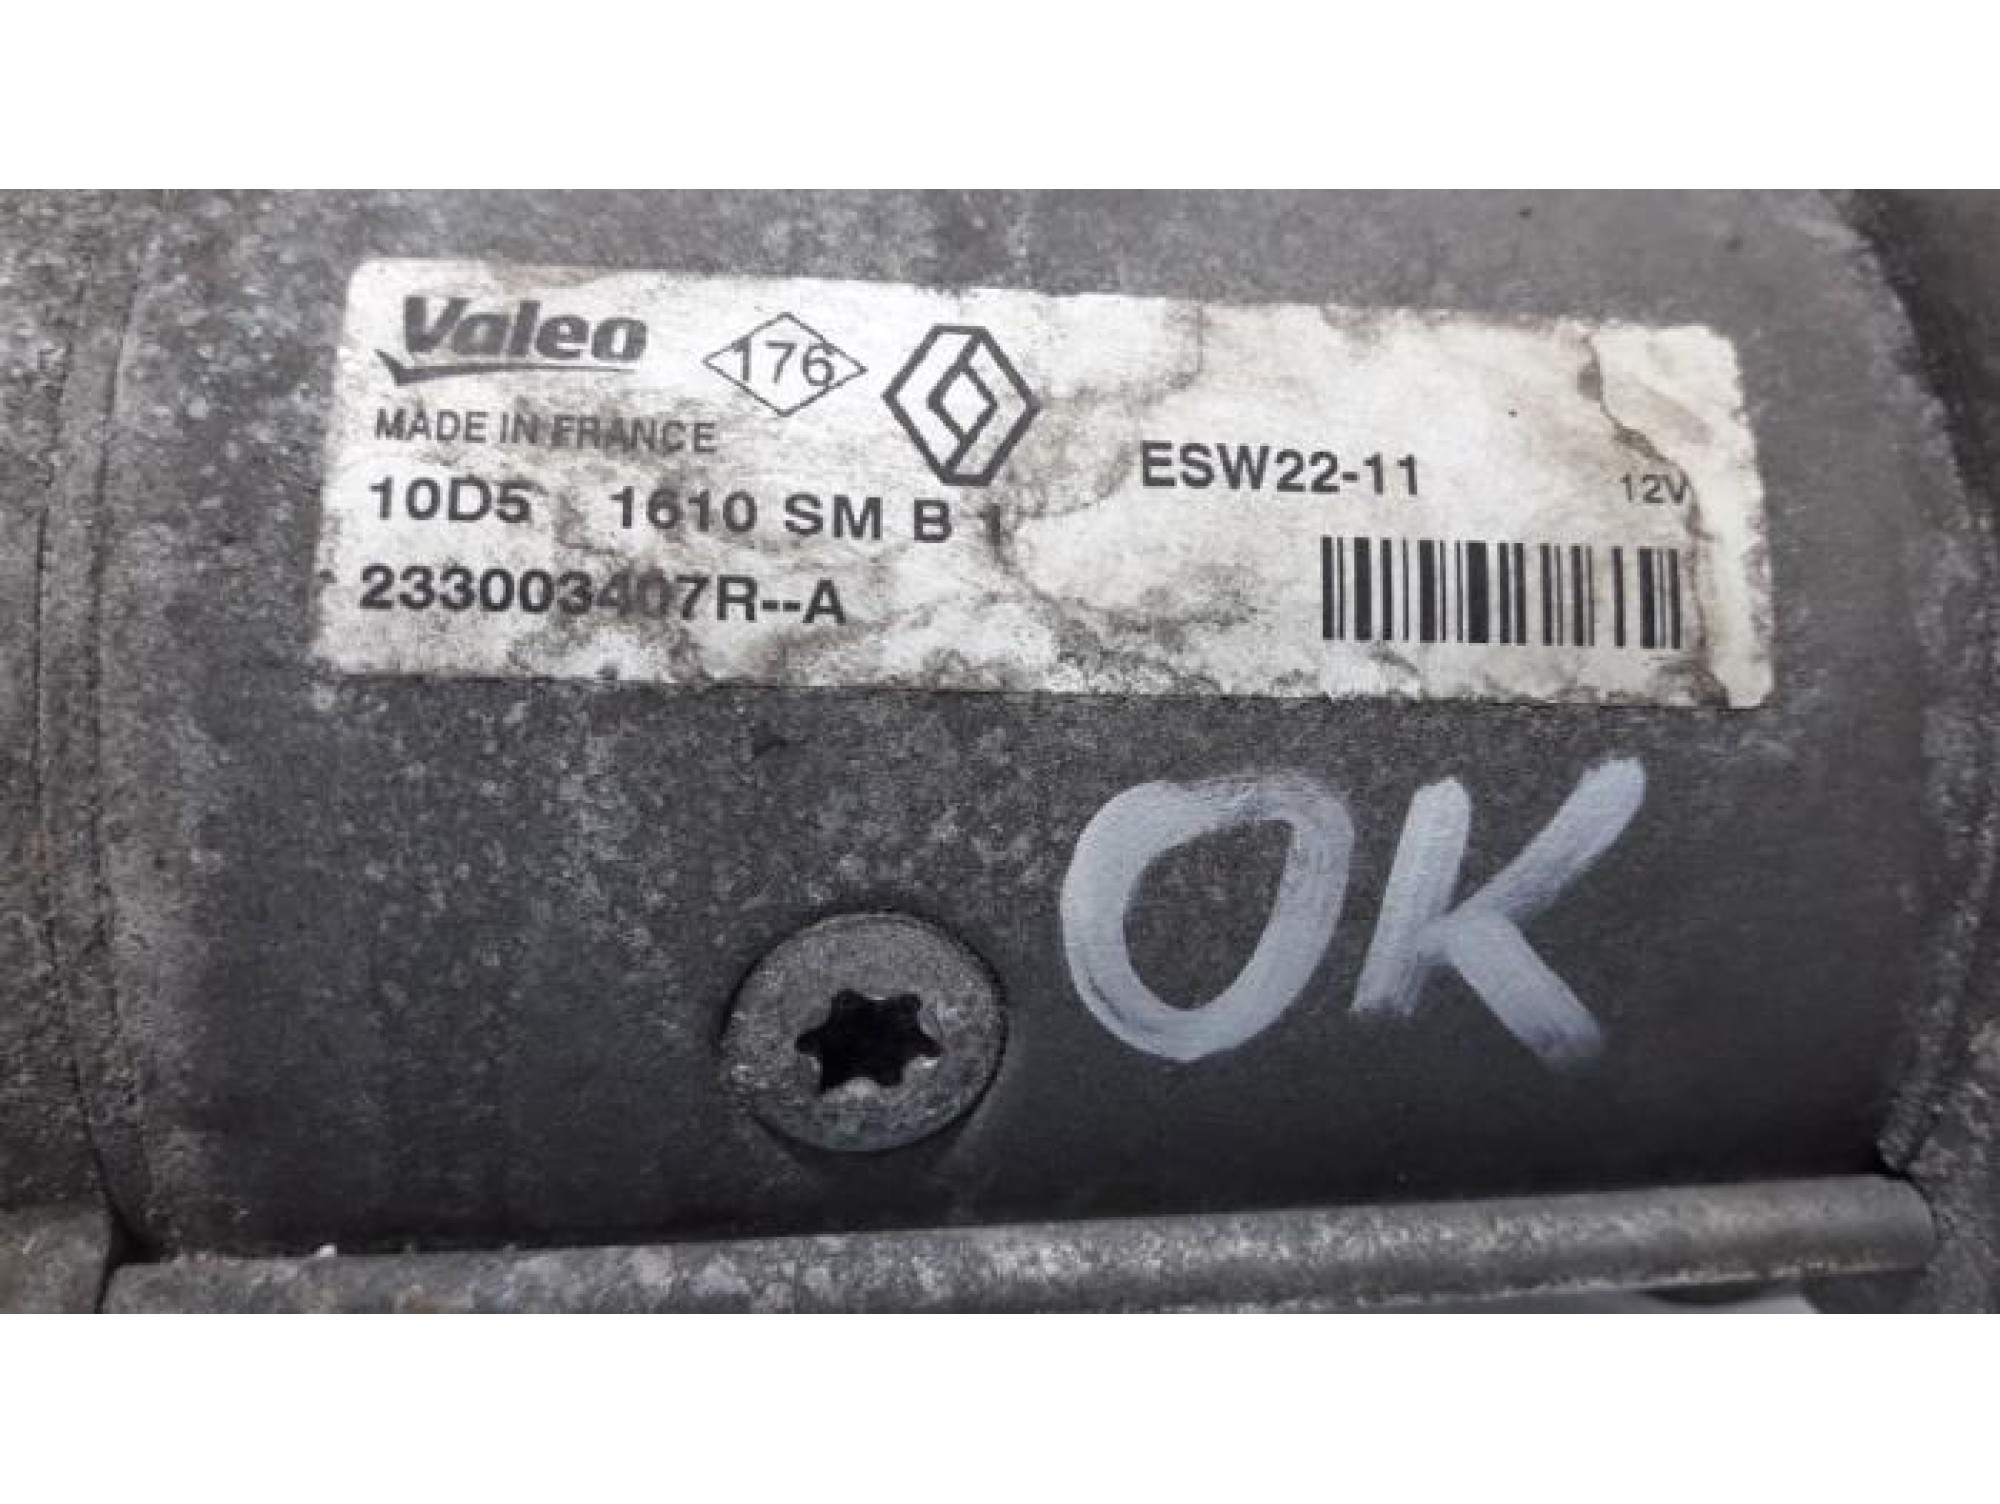 Valeo
176
MADE IN FRANCE
ESW22-11 12V
10D5 1610 SM B 1
233003407R--A
OK